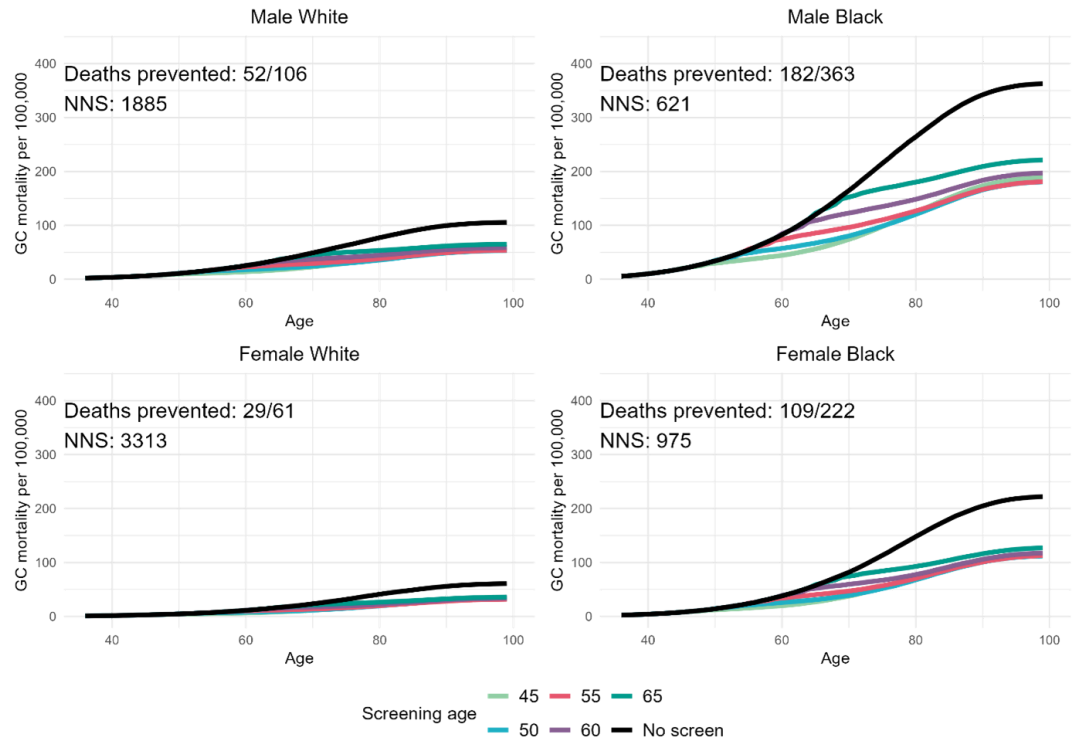 Male White
GC mortality per 100,000
400
300
200
100
0
Deaths prevented: 52/106
NNS: 1885
40 60 80 100
Age
Male Black
GC mortality per 100,000
400
300
200
100
0
Deaths prevented: 182/363
NNS: 621
40 60 80 100
Age
Female White
GC mortality per 100,000
400
300
200
100
0
Deaths prevented: 29/61
NNS: 3313
40 60 80 100
Age
Female Black
GC mortality per 100,000
400
300
200
100
0
Deaths prevented: 109/222
NNS: 975
40 60 80 100
Age
Screening age
45 55 65
50 60 No screen